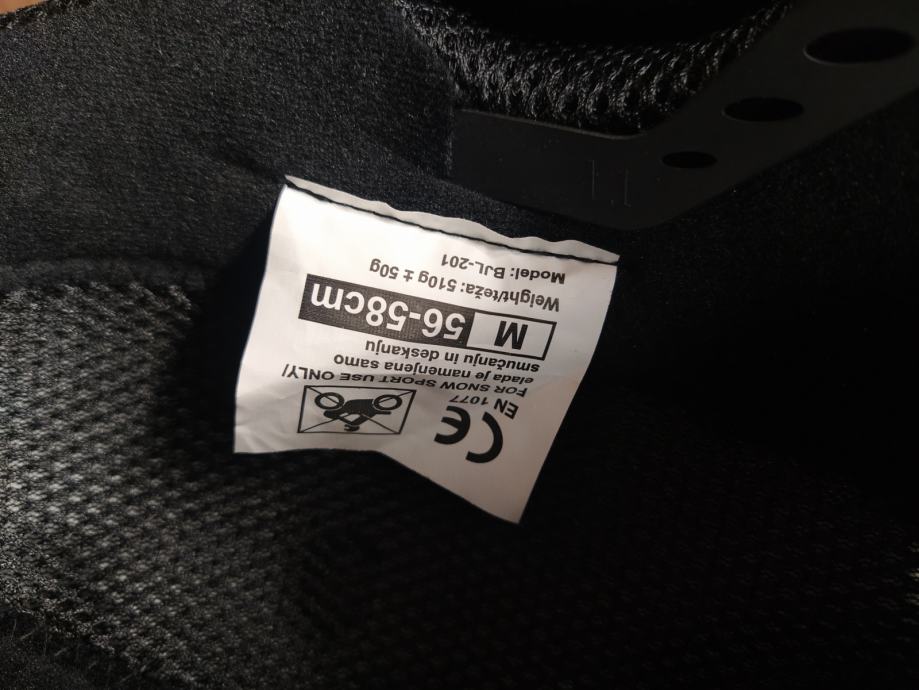 CE
EN 1077
FOR SNOW SPORT USE ONLY/
elada je namenjena samo
smučanju in deskanju
M 56-58cm
Weight/teža: 510g ± 50g
Model: BJL-201